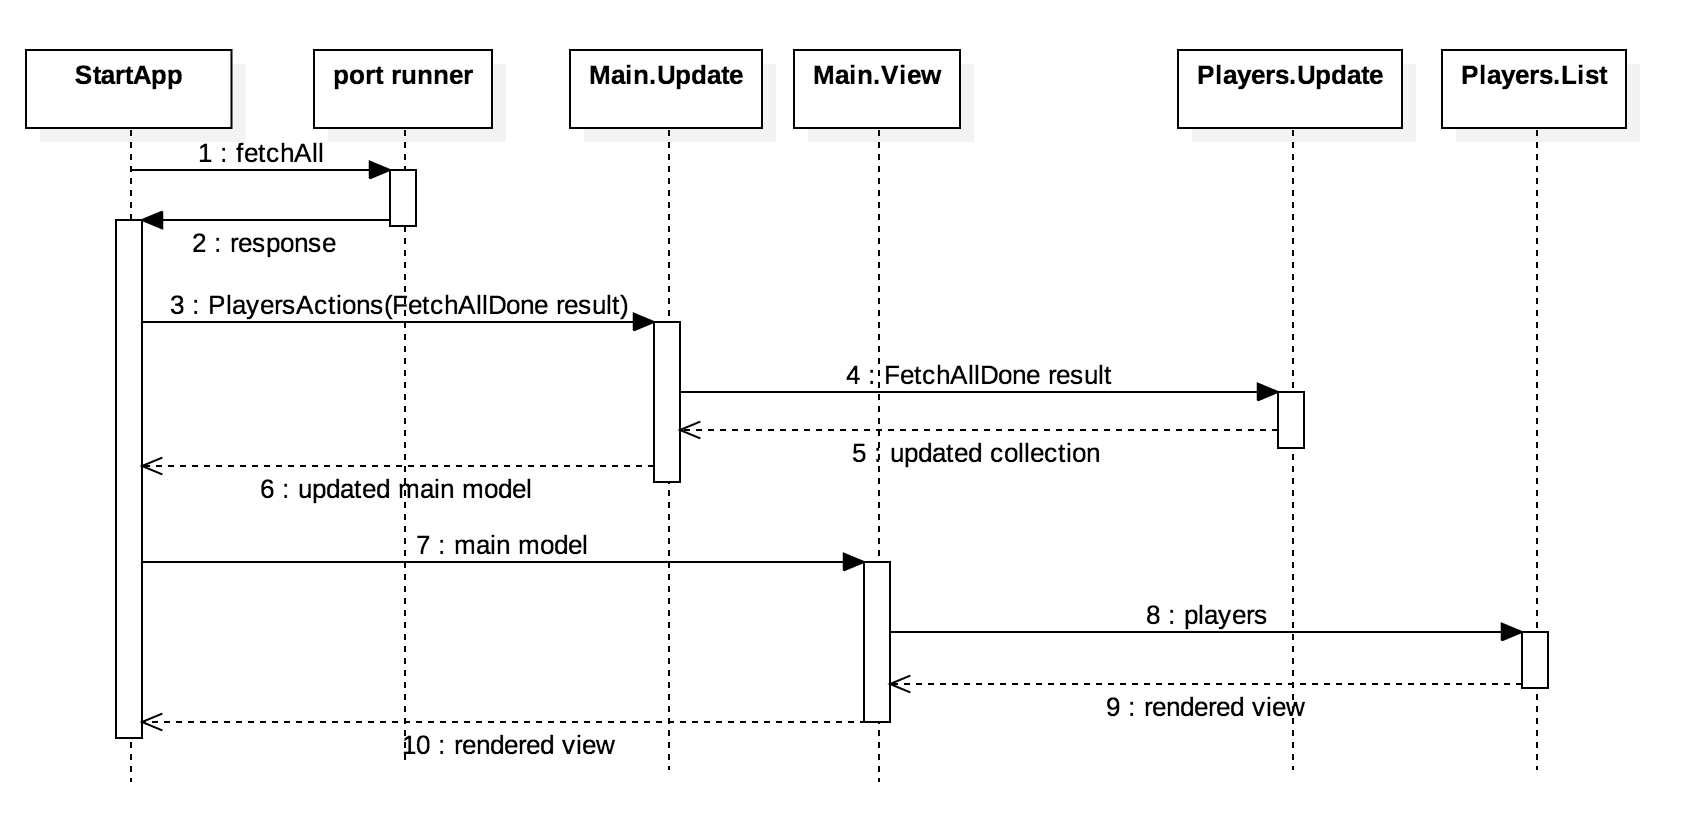 StartApp
port runner
Main.Update
Main.View
Players.Update
Players.List
1 : fetchAll
2 : response
3 : PlayersActions(FetchAllDone result)
4 : FetchAllDone result
5 : updated collection
6 : updated main model
7 : main model
8 : players
9 : rendered view
10 : rendered view